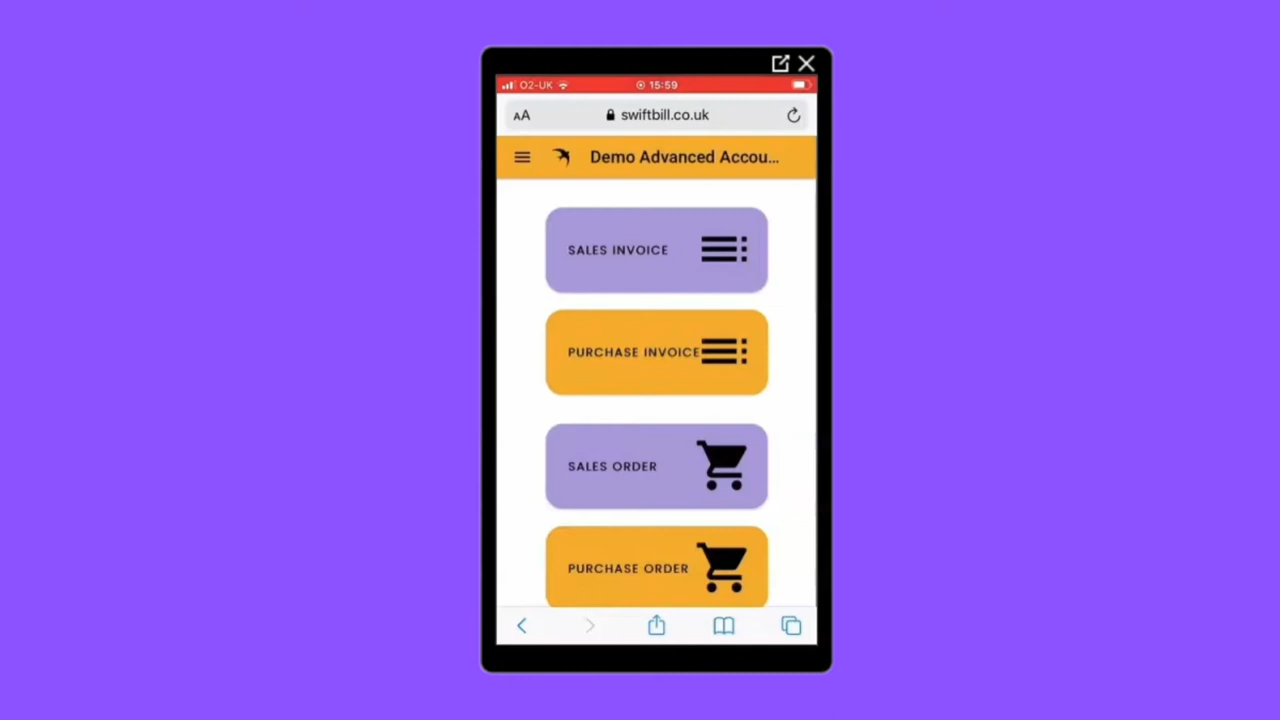 O2-UK 15:59
AA swiftbill.co.uk
Demo Advanced Accou...
SALES INVOICE
PURCHASE INVOICE
SALES ORDER
PURCHASE ORDER